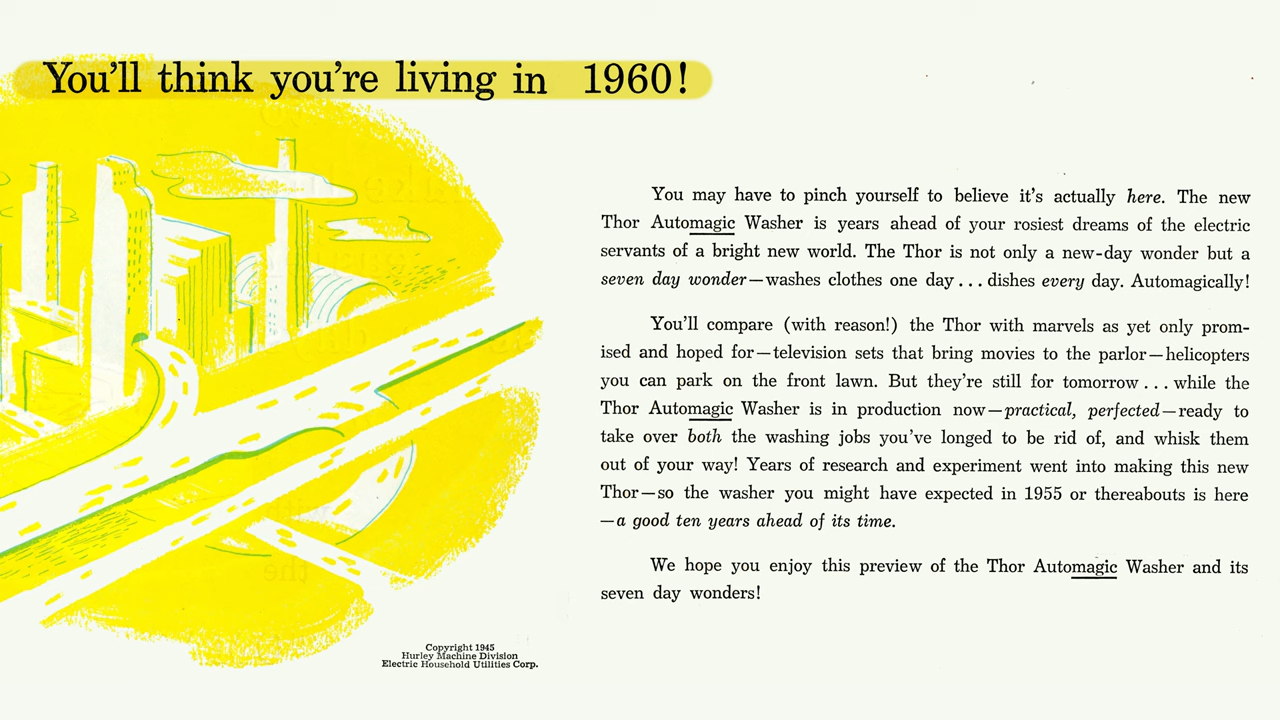 You'll think you're living in 1960!
You may have to pinch yourself to believe it's actually here. The new
Thor Automagic Washer is years ahead of your rosiest dreams of the electric
servants of a bright new world. The Thor is not only a new-day wonder but a
seven day wonder—washes clothes one day . . . dishes every day. Automagically!
You'll compare (with reason!) the Thor with marvels as yet only prom-
ised and hoped for—television sets that bring movies to the parlor—helicopters
you can park on the front lawn. But they're still for tomorrow . . . while the
Thor Automagic Washer is in production now—practical, perfected—ready to
take over both the washing jobs you've longed to be rid of, and whisk them
out of your way! Years of research and experiment went into making this new
Thor—so the washer you might have expected in 1955 or thereabouts is here
—a good ten years ahead of its time.
We hope you enjoy this preview of the Thor Automagic Washer and its
seven day wonders!
Copyright 1945
Hurley Machine Division
Electric Household Utilities Corp.